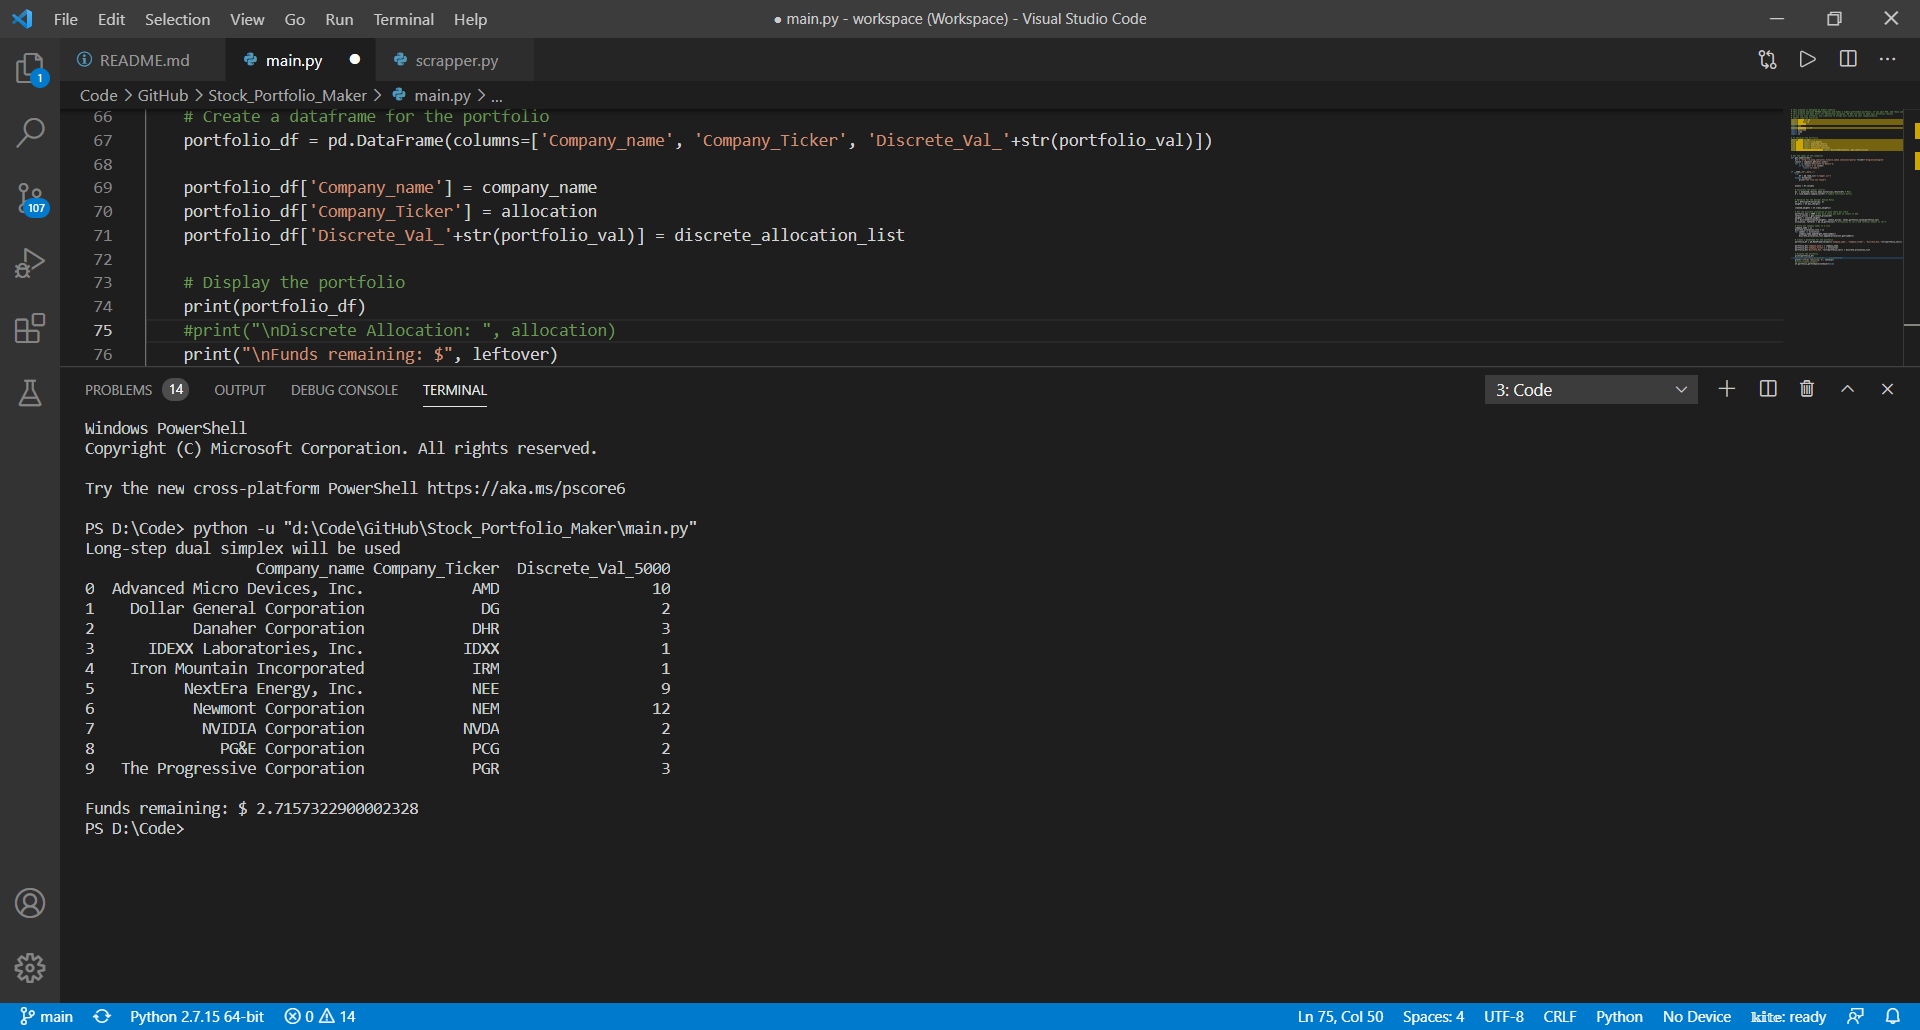 File Edit Selection View Go Run Terminal Help
● main.py - workspace (Workspace) - Visual Studio Code
README.md
main.py
scrapper.py
Code > GitHub > Stock_Portfolio_Maker > main.py > ...
66 # Create a dataframe for the portfolio
67 portfolio_df = pd.DataFrame(columns=['Company_name', 'Company_Ticker', 'Discrete_Val_'+str(portfolio_val)])
68
69 portfolio_df['Company_name'] = company_name
70 portfolio_df['Company_Ticker'] = allocation
71 portfolio_df['Discrete_Val_'+str(portfolio_val)] = discrete_allocation_list
72
73 # Display the portfolio
74 print(portfolio_df)
75 #print("\nDiscrete Allocation: ", allocation)
76 print("\nFunds remaining: $", leftover)
1
107
PROBLEMS 14 OUTPUT DEBUG CONSOLE TERMINAL
3: Code
Windows PowerShell
Copyright (C) Microsoft Corporation. All rights reserved.
Try the new cross-platform PowerShell https://aka.ms/pscore6
PS D:\Code> python -u "d:\Code\GitHub\Stock_Portfolio_Maker\main.py"
Long-step dual simplex will be used
Company_name Company_Ticker Discrete_Val_5000
0 Advanced Micro Devices, Inc. AMD 10
1 Dollar General Corporation DG 2
2 Danaher Corporation DHR 3
3 IDEXX Laboratories, Inc. IDXX 1
4 Iron Mountain Incorporated IRM 1
5 NextEra Energy, Inc. NEE 9
6 Newmont Corporation NEM 12
7 NVIDIA Corporation NVDA 2
8 PG&E Corporation PCG 2
9 The Progressive Corporation PGR 3
Funds remaining: $ 2.7157322900002328
PS D:\Code>
main Python 2.7.15 64-bit 0 14
Ln 75, Col 50 Spaces: 4 UTF-8 CRLF Python No Device kite: ready